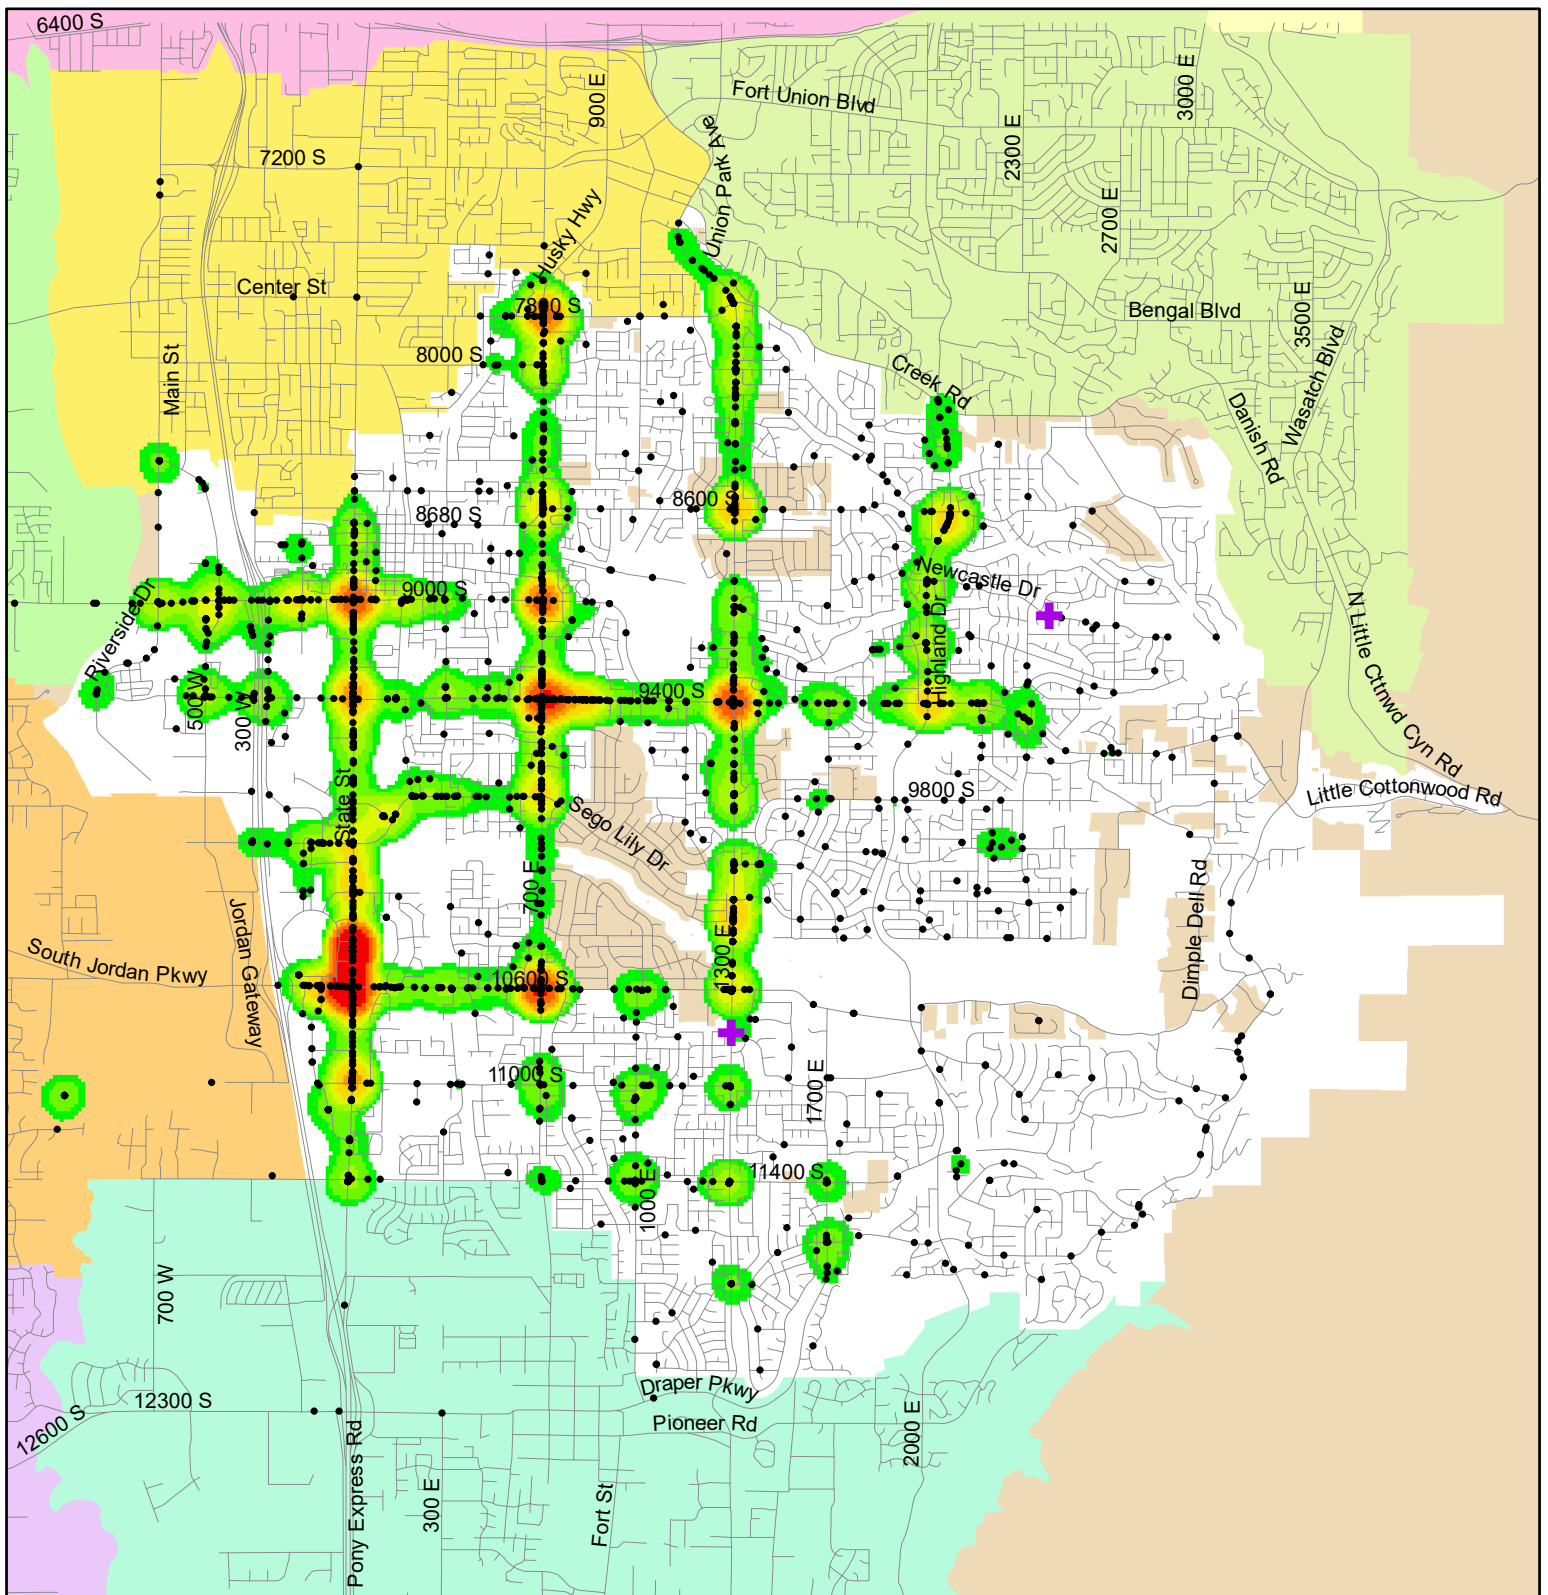 6400 S
900 E
Fort Union Blvd
3000 E
2300 E
7200 S
Union Park Ave
2700 E
Husky Hwy
Center St
7800 S
Bengal Blvd
3500 E
8000 S
Main St
Creek Rd
Wasatch Blvd
Danish Rd
8600 S
8680 S
9000 S
Newcastle Dr
Riverside Dr
Highland Dr
N Little Cttnwd Cyn Rd
500 W
300 W
9400 S
State St
9800 S
Little Cottonwood Rd
Sego Lily Dr
700 E
Dimple Dell Rd
South Jordan Pkwy
Jordan Gateway
1300 E
10600 S
11000 S
1700 E
11400 S
1000 E
700 W
Draper Pkwy
12300 S
Pioneer Rd
12600 S
2000 E
Pony Express Rd
300 E
Fort St